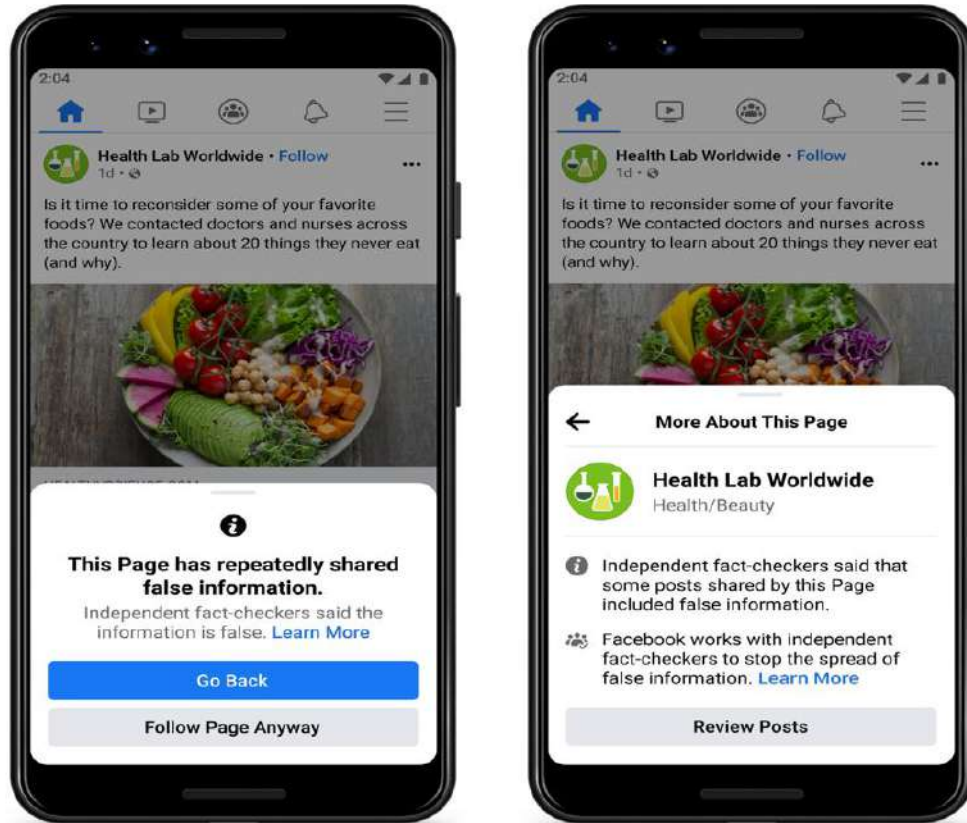 2:04
Health Lab Worldwide • Follow
1d •
Is it time to reconsider some of your favorite
foods? We contacted doctors and nurses across
the country to learn about 20 things they never eat
(and why).
This Page has repeatedly shared
false information.
Independent fact-checkers said the
information is false. Learn More
Go Back
Follow Page Anyway
2:04
Health Lab Worldwide • Follow
1d •
Is it time to reconsider some of your favorite
foods? We contacted doctors and nurses across
the country to learn about 20 things they never eat
(and why).
More About This Page
Health Lab Worldwide
Health/Beauty
Independent fact-checkers said that
some posts shared by this Page
included false information.
Facebook works with independent
fact-checkers to stop the spread of
false information. Learn More
Review Posts